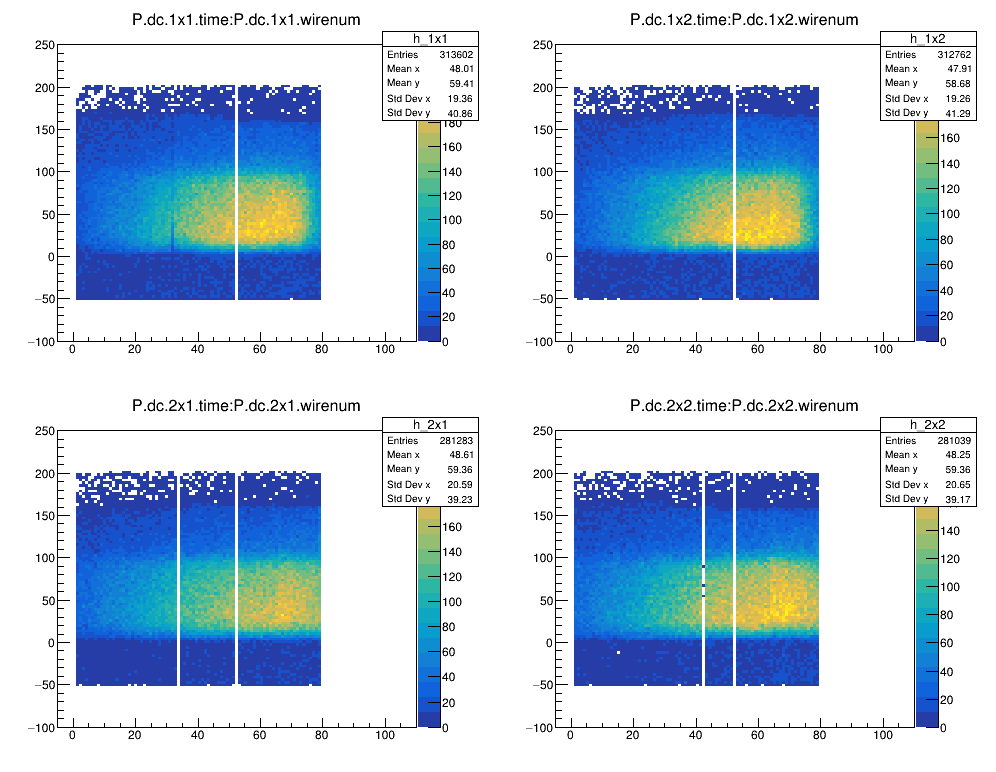 P.dc.1x1.time:P.dc.1x1.wirenum
h_1x1
Entries 313602
Mean x 48.01
Mean y 59.41
Std Dev x 19.36
Std Dev y 40.86
250
200
150
100
50
0
−50
−100
0 20 40 60 80 100
180
160
140
120
100
80
60
40
20
0
P.dc.1x2.time:P.dc.1x2.wirenum
h_1x2
Entries 312762
Mean x 47.91
Mean y 58.68
Std Dev x 19.26
Std Dev y 41.29
250
200
150
100
50
0
−50
−100
0 20 40 60 80 100
160
140
120
100
80
60
40
20
0
P.dc.2x1.time:P.dc.2x1.wirenum
h_2x1
Entries 281283
Mean x 48.61
Mean y 59.36
Std Dev x 20.59
Std Dev y 39.23
250
200
150
100
50
0
−50
−100
0 20 40 60 80 100
160
140
120
100
80
60
40
20
0
P.dc.2x2.time:P.dc.2x2.wirenum
h_2x2
Entries 281039
Mean x 48.25
Mean y 59.36
Std Dev x 20.65
Std Dev y 39.17
250
200
150
100
50
0
−50
−100
0 20 40 60 80 100
140
120
100
80
60
40
20
0